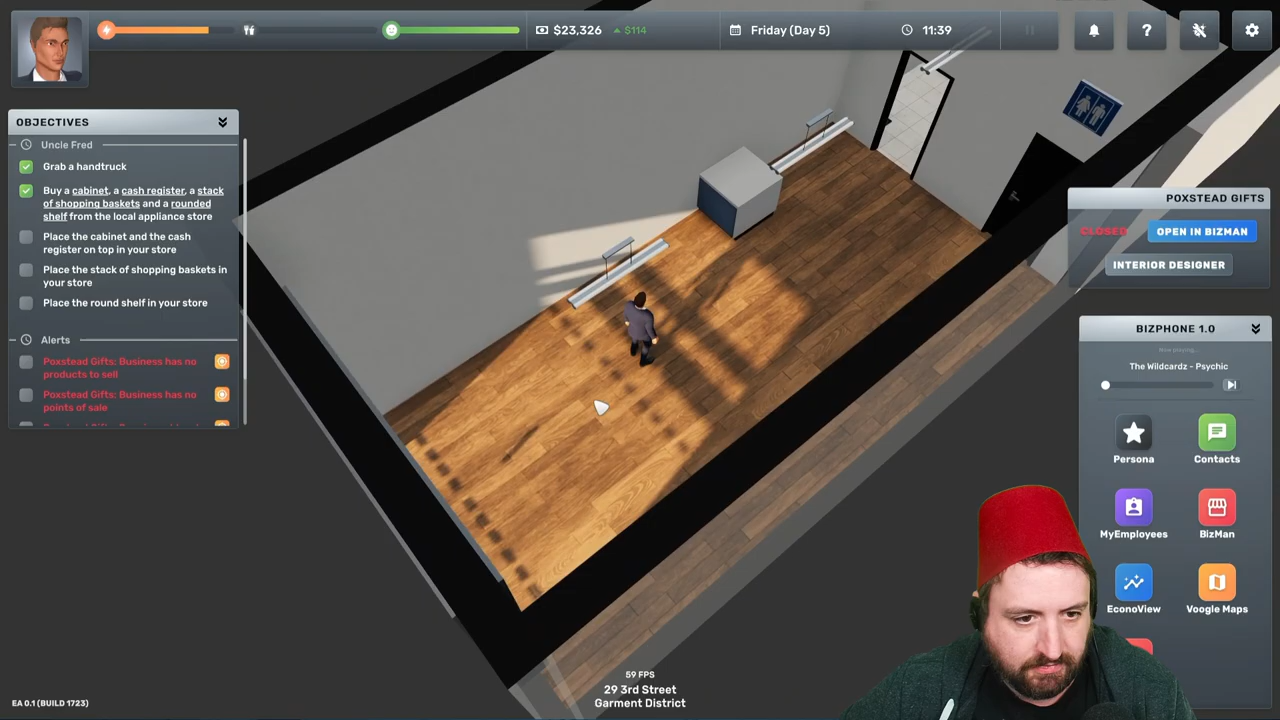 $23,326
$114
Friday (Day 5)
11:39
?
OBJECTIVES
Uncle Fred
Grab a handtruck
Buy a cabinet, a cash register, a stack
of shopping baskets and a rounded
shelf from the local appliance store
Place the cabinet and the cash
register on top in your store
Place the stack of shopping baskets in
your store
Place the round shelf in your store
Alerts
Poxstead Gifts: Business has no
products to sell
Poxstead Gifts: Business has no
points of sale
POXSTEAD GIFTS
CLOSED
OPEN IN BIZMAN
INTERIOR DESIGNER
BIZPHONE 1.0
Now playing...
The Wildcardz - Psychic
Persona
Contacts
MyEmployees
BizMan
EconoView
Voogle Maps
59 FPS
29 3rd Street
Garment District
EA 0.1 (BUILD 1723)